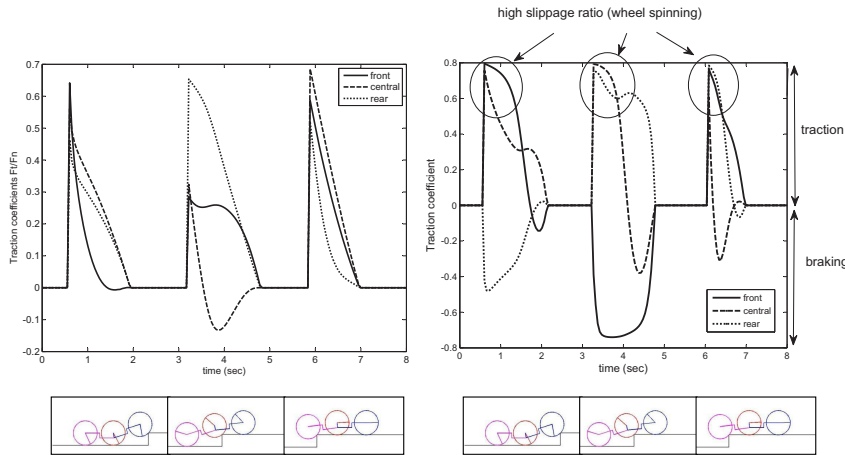 high slippage ratio (wheel spinning)
0.7
0.6
0.5
0.4
0.3
0.2
0.1
0
-0.1
-0.2
Traction coefficients Ft/Fn
front
central
rear
0 1 2 3 4 5 6 7 8
time (sec)
0.8
0.6
0.4
0.2
0
-0.2
-0.4
-0.6
-0.8
Traction coefficient
front
central
rear
0 1 2 3 4 5 6 7 8
time (sec)
traction
braking